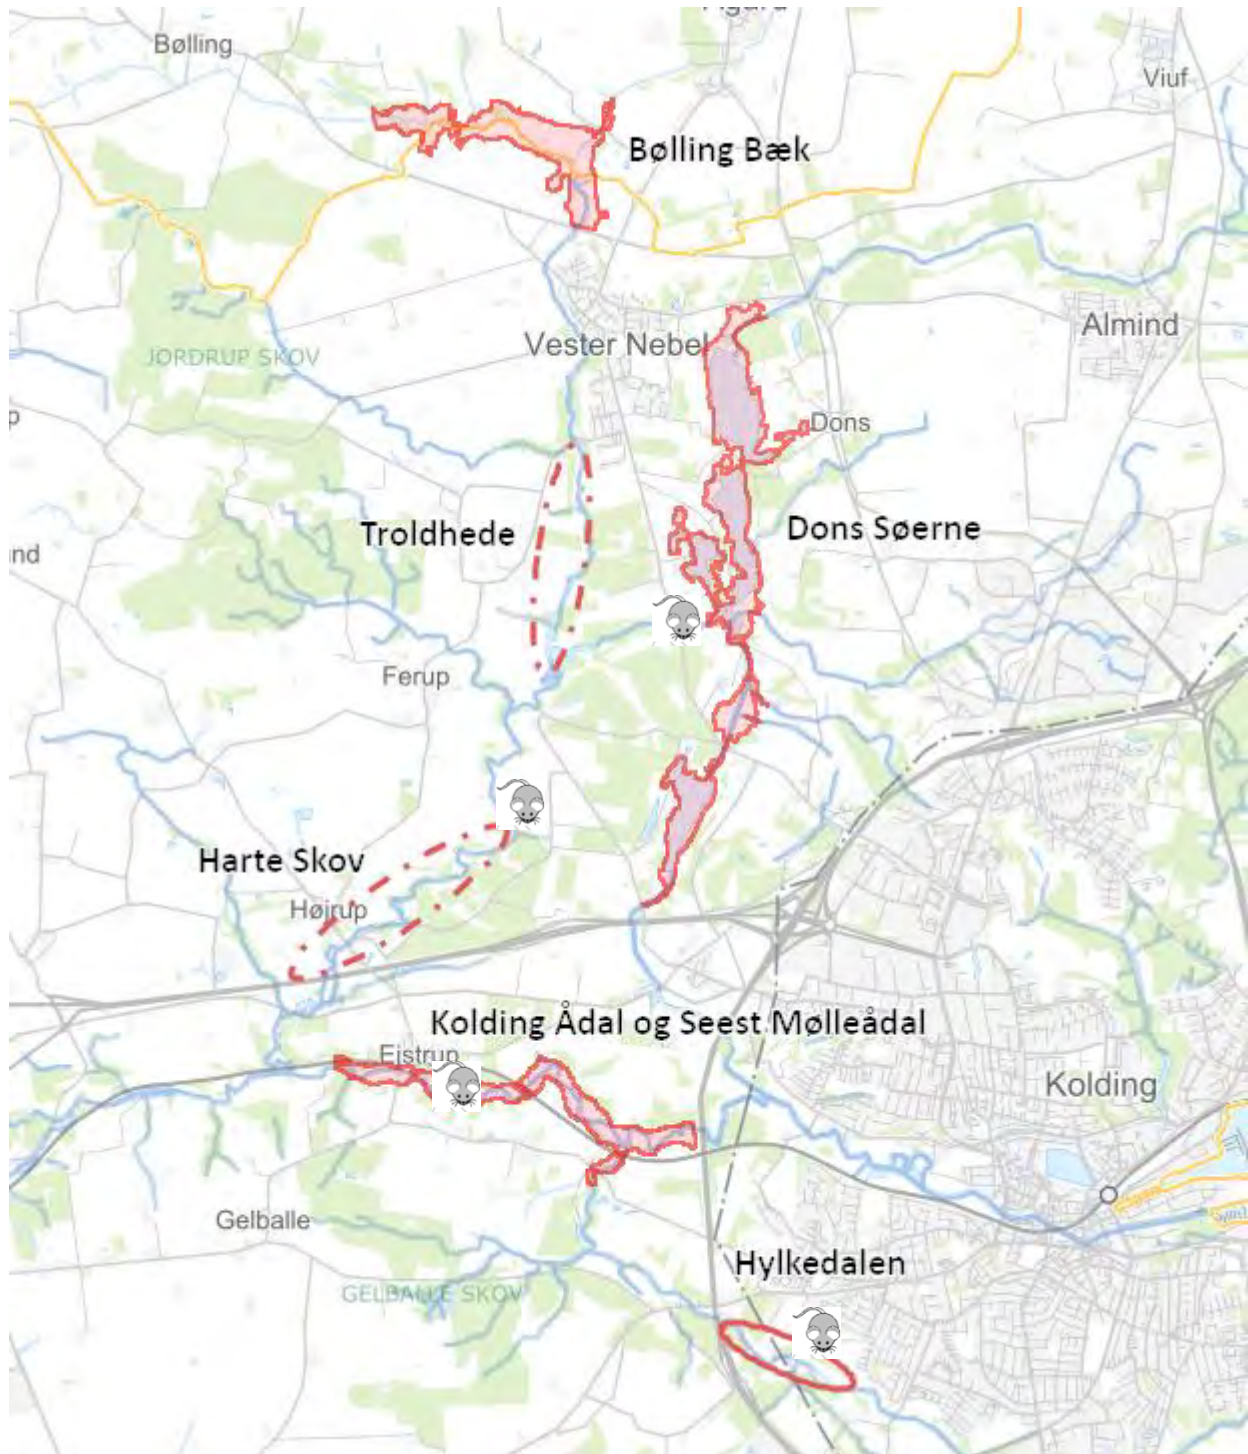 Bølling
Viuf
Bølling Bæk
Almind
Vester Nebel
JORDRUP SKOV
Dons
Troldhede
Dons Søerne
nd
Ferup
Harte Skov
Højrup
Kolding Ådal og Seest Mølleådal
Ejstrup
Kolding
Gelballe
Hylkedalen
GELBALLE SKOV